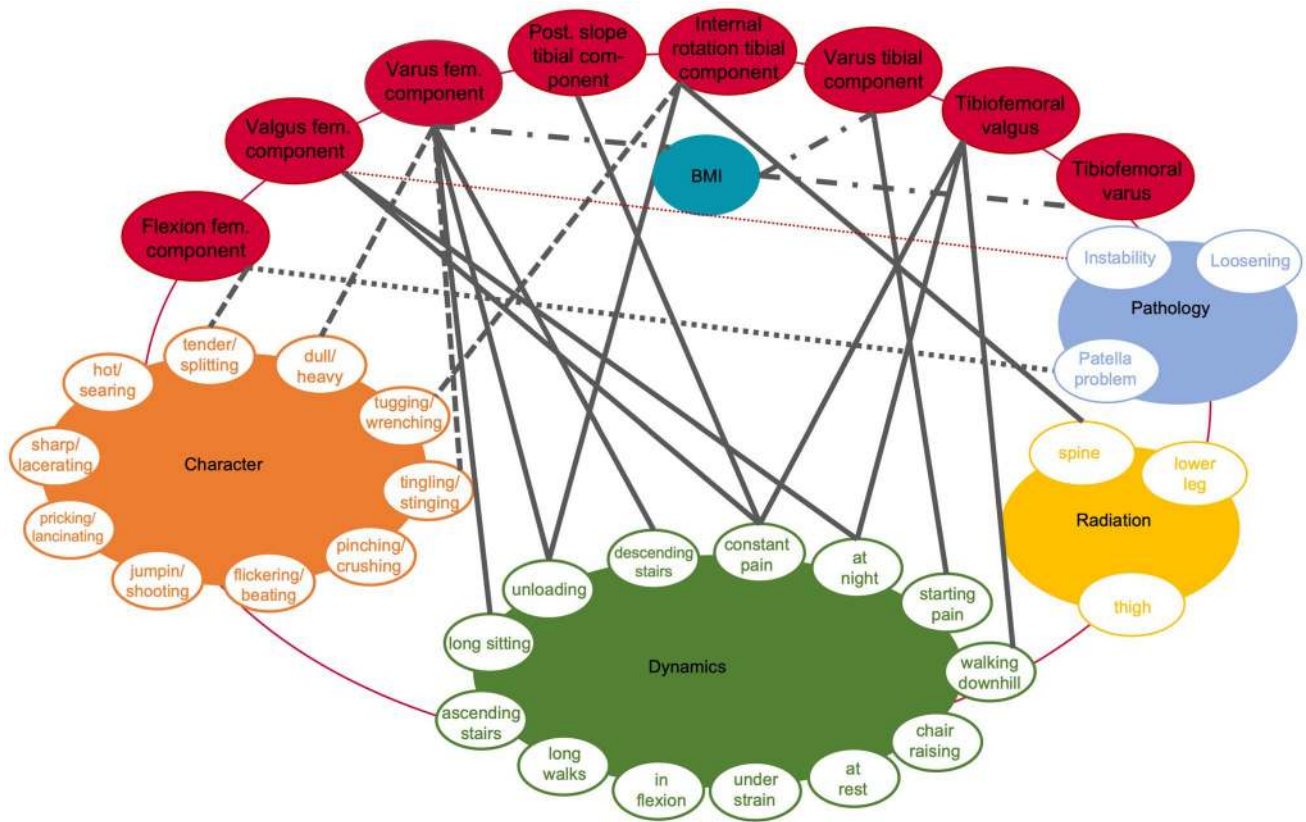 Post. slope
tibial com-
ponent
Internal
rotation tibial
component
Varus fem.
component
Varus tibial
component
Valgus fem.
component
Tibiofemoral
valgus
BMI
Tibiofemoral
varus
Flexion fem.
component
Instability
Loosening
Pathology
Patella
problem
tender/
splitting
dull/
heavy
hot/
searing
tugging/
wrenching
sharp/
lacerating
Character
tingling/
stinging
pricking/
lancinating
pinching/
crushing
jumpin/
shooting
flickering/
beating
spine
lower
leg
Radiation
thigh
descending
stairs
constant
pain
at
night
unloading
starting
pain
long sitting
Dynamics
walking
downhill
ascending
stairs
chair
raising
long
walks
in
flexion
under
strain
at
rest